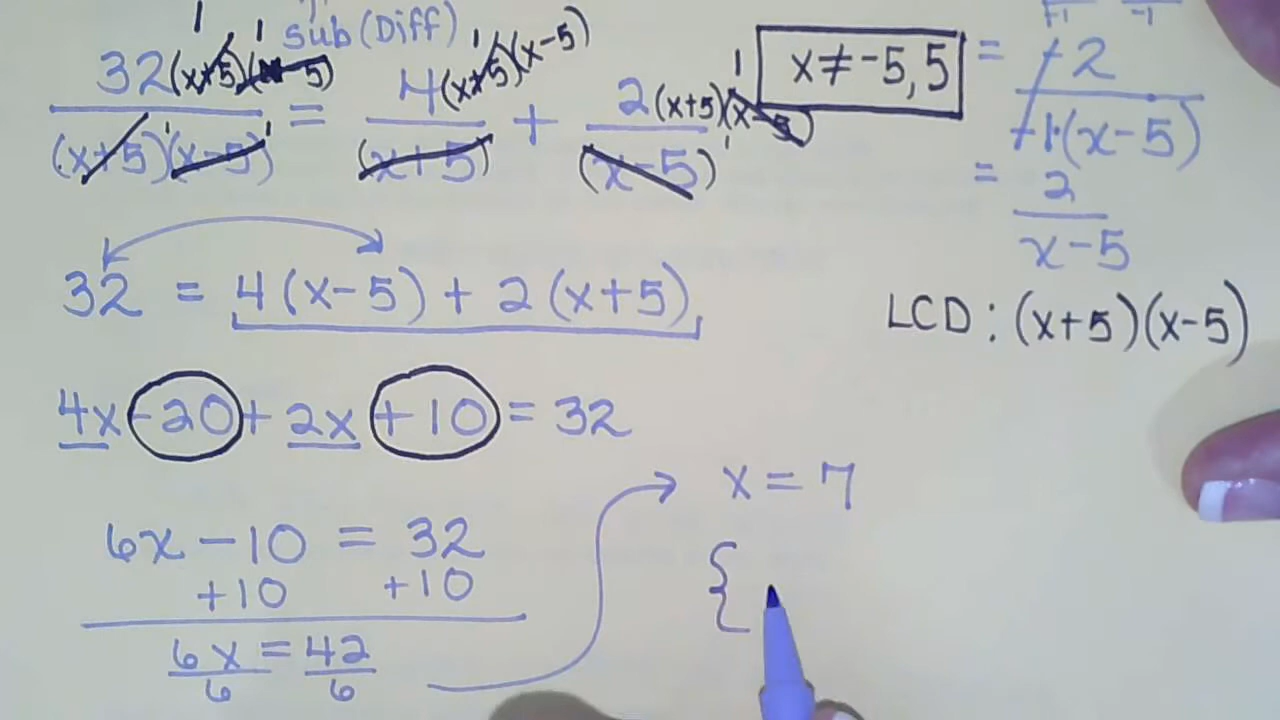 sub (Diff)
32(x+5)(x-5) / (x+5)(x-5) = 4(x+5)(x-5) / (x+5) + 2(x+5)(x-5) / (x-5)
x ≠ -5, 5
= -2 / -1(x-5)
= 2 / x-5
32 = 4(x-5) + 2(x+5)
LCD: (x+5)(x-5)
4x -20 + 2x +10 = 32
6x - 10 = 32
+10 +10
6x = 42
6 6
x = 7
{